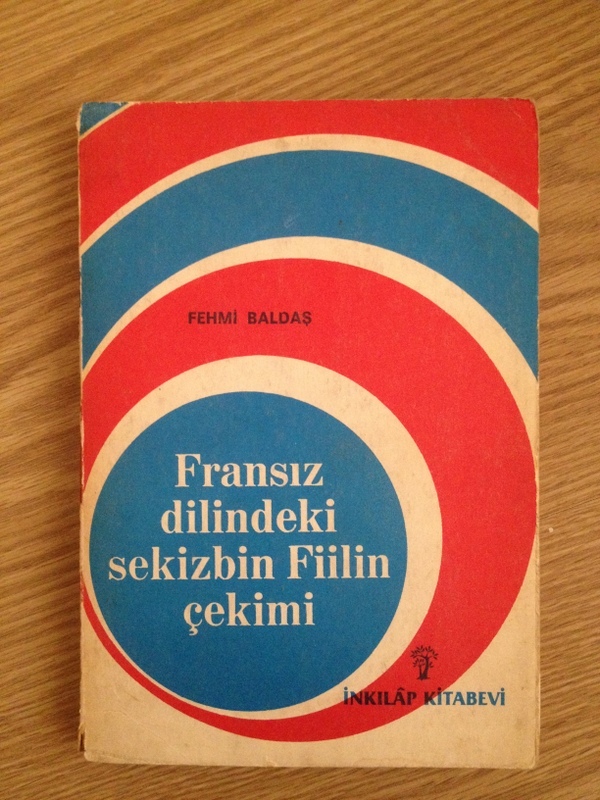 FEHMİ BALDAŞ
Fransız
dilindeki
sekizbin Fiilin
çekimi
İNKILÂP KİTABEVİ